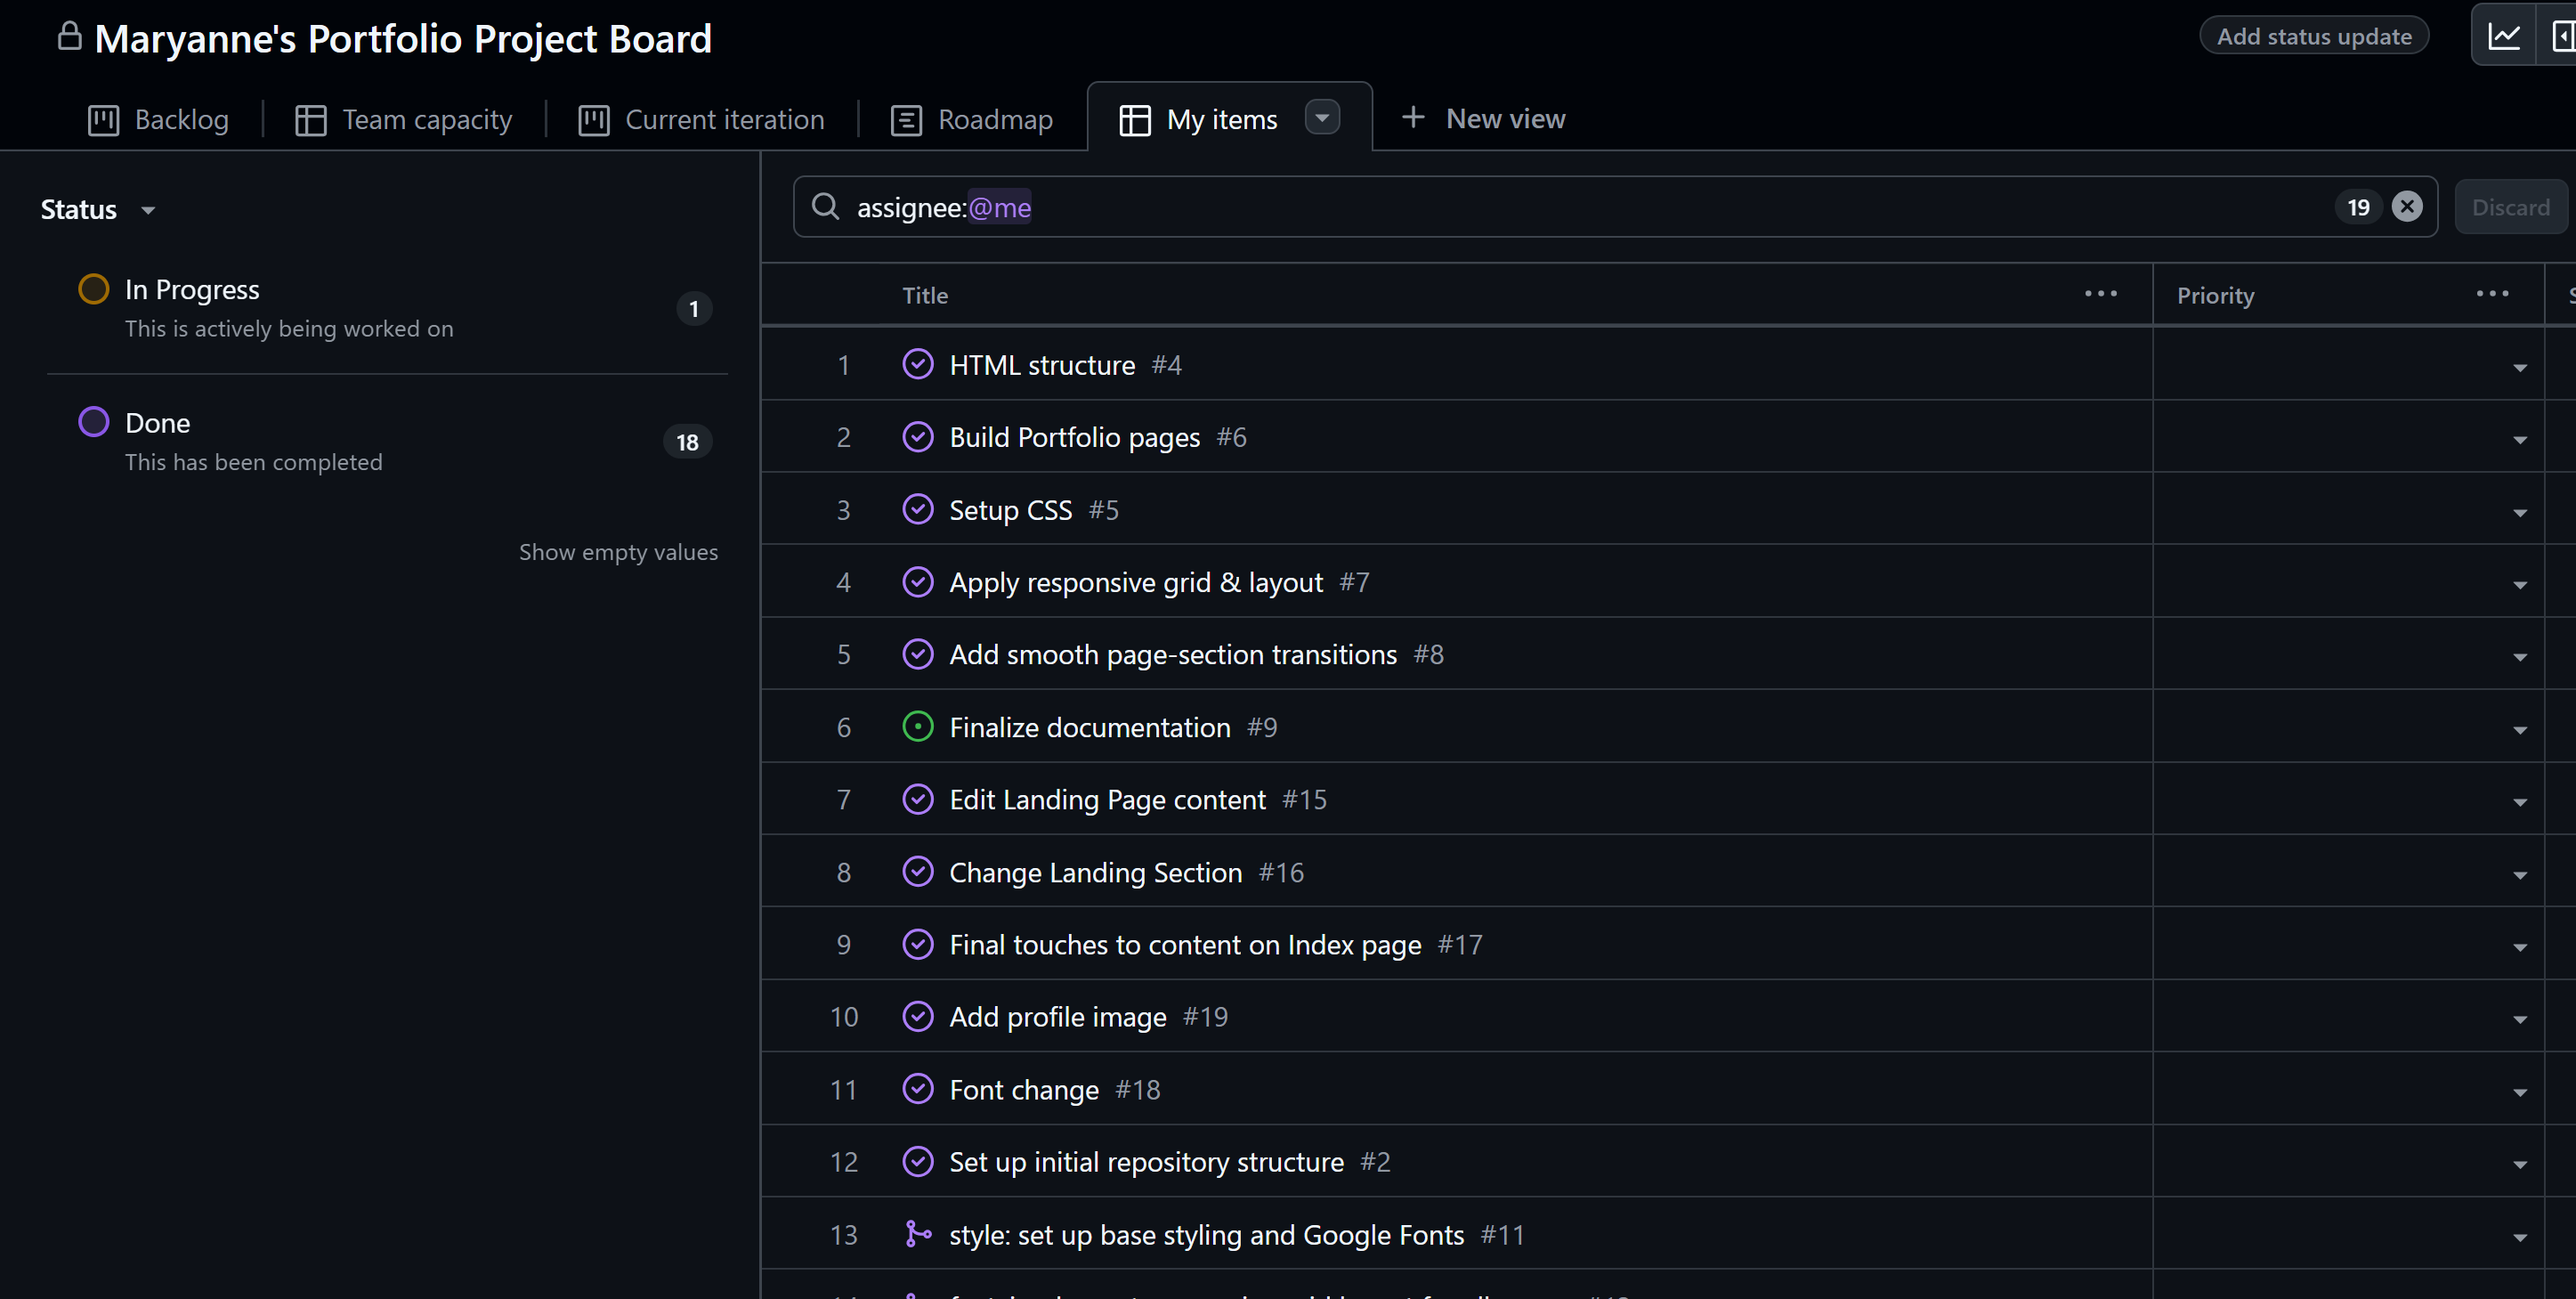 Maryanne's Portfolio Project Board
Add status update
Backlog
Team capacity
Current iteration
Roadmap
My items
New view
Status
In Progress
This is actively being worked on
1
Done
This has been completed
18
Show empty values
assignee:@me
19
Discard
Title
Priority
1 HTML structure #4
2 Build Portfolio pages #6
3 Setup CSS #5
4 Apply responsive grid & layout #7
5 Add smooth page-section transitions #8
6 Finalize documentation #9
7 Edit Landing Page content #15
8 Change Landing Section #16
9 Final touches to content on Index page #17
10 Add profile image #19
11 Font change #18
12 Set up initial repository structure #2
13 style: set up base styling and Google Fonts #11